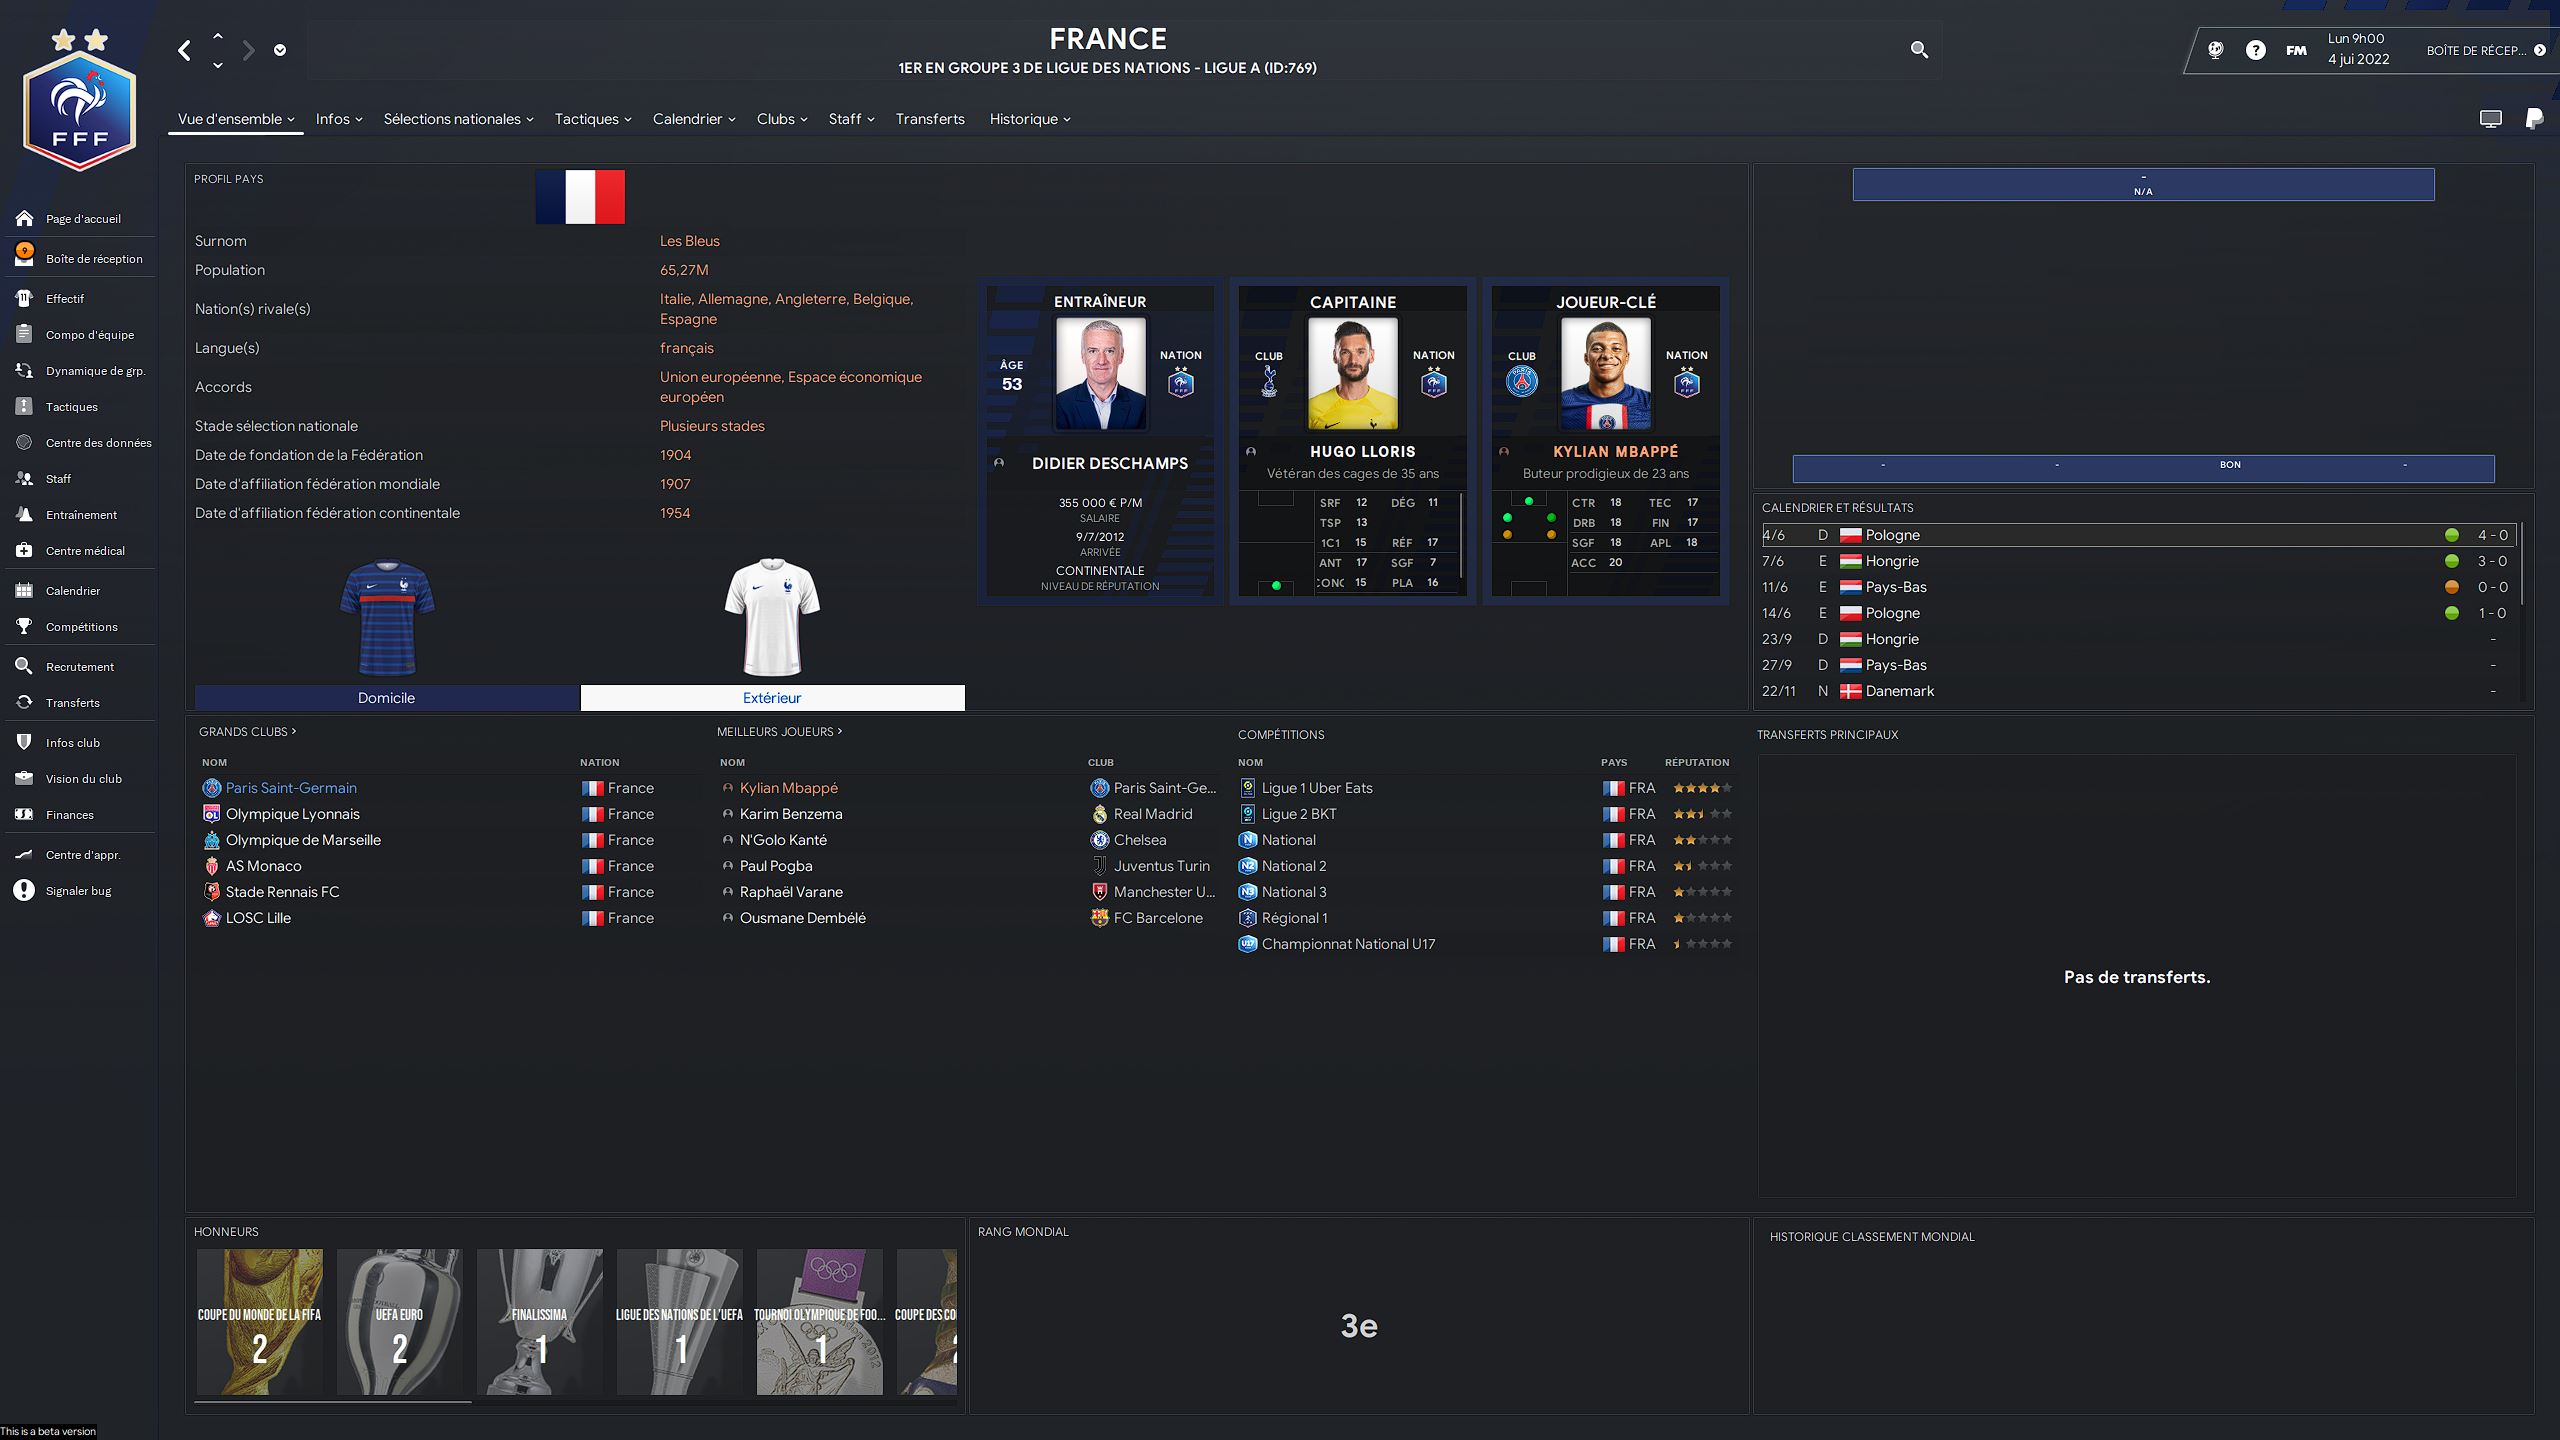 FRANCE
1ER EN GROUPE 3 DE LIGUE DES NATIONS - LIGUE A (ID:769)
FM
Lun 9h00
4 jui 2022
BOÎTE DE RÉCEP...
FFF
Vue d'ensemble
Infos
Sélections nationales
Tactiques
Calendrier
Clubs
Staff
Transferts
Historique
Page d'accueil
9
Boîte de réception
11
Effectif
Compo d'équipe
Dynamique de grp.
Tactiques
Centre des données
Staff
Entraînement
Centre médical
Calendrier
Compétitions
Recrutement
Transferts
Infos club
Vision du club
Finances
Centre d'appr.
Signaler bug
PROFIL PAYS
Surnom Les Bleus
Population 65,27M
Nation(s) rivale(s) Italie, Allemagne, Angleterre, Belgique,
Espagne
Langue(s) français
Accords Union européenne, Espace économique
européen
Stade sélection nationale Plusieurs stades
Date de fondation de la Fédération 1904
Date d'affiliation fédération mondiale 1907
Date d'affiliation fédération continentale 1954
Domicile
Extérieur
ENTRAÎNEUR
ÂGE
53
NATION
DIDIER DESCHAMPS
355 000 € P/M
SALAIRE
9/7/2012
ARRIVÉE
CONTINENTALE
NIVEAU DE RÉPUTATION
CAPITAINE
CLUB
NATION
HUGO LLORIS
Vétéran des cages de 35 ans
SRF 12 DÉG 11
TSP 13
1C1 15 RÉF 17
ANT 17 SGF 7
CONC 15 PLA 16
JOUEUR-CLÉ
CLUB
NATION
KYLIAN MBAPPÉ
Buteur prodigieux de 23 ans
CTR 18 TEC 17
DRB 18 FIN 17
SGF 18 APL 18
ACC 20
-
N/A
- - BON -
CALENDRIER ET RÉSULTATS
4/6 D Pologne 4 - 0
7/6 E Hongrie 3 - 0
11/6 E Pays-Bas 0 - 0
14/6 E Pologne 1 - 0
23/9 D Hongrie -
27/9 D Pays-Bas -
22/11 N Danemark -
GRANDS CLUBS
NOM NATION
Paris Saint-Germain France
Olympique Lyonnais France
Olympique de Marseille France
AS Monaco France
Stade Rennais FC France
LOSC Lille France
MEILLEURS JOUEURS
NOM CLUB
Kylian Mbappé Paris Saint-Ge...
Karim Benzema Real Madrid
N'Golo Kanté Chelsea
Paul Pogba Juventus Turin
Raphaël Varane Manchester U...
Ousmane Dembélé FC Barcelone
COMPÉTITIONS
NOM PAYS RÉPUTATION
Ligue 1 Uber Eats FRA
Ligue 2 BKT FRA
National FRA
National 2 FRA
National 3 FRA
Régional 1 FRA
Championnat National U17 FRA
TRANSFERTS PRINCIPAUX
Pas de transferts.
HONNEURS
COUPE DU MONDE DE LA FIFA
2
UEFA EURO
2
FINALISSIMA
1
LIGUE DES NATIONS DE L'UEFA
1
TOURNOI OLYMPIQUE DE FOO...
1
COUPE DES CO
RANG MONDIAL
3e
HISTORIQUE CLASSEMENT MONDIAL
This is a beta version